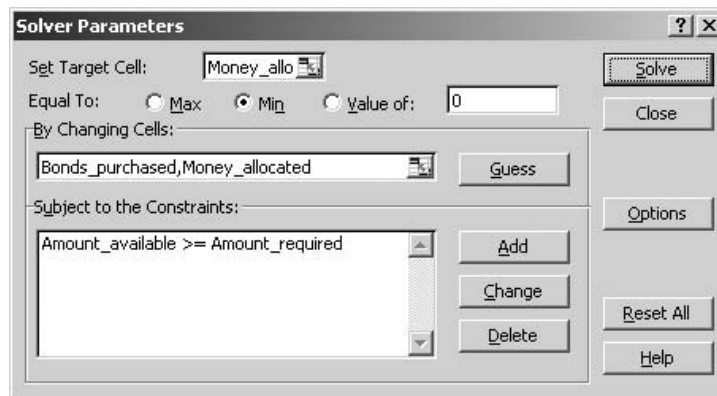 Solver Parameters
Set Target Cell: Money_allo
Solve
Equal To: Max Min Value of: 0
Close
By Changing Cells:
Bonds_purchased,Money_allocated
Guess
Subject to the Constraints:
Options
Amount_available >= Amount_required
Add
Change
Reset All
Delete
Help